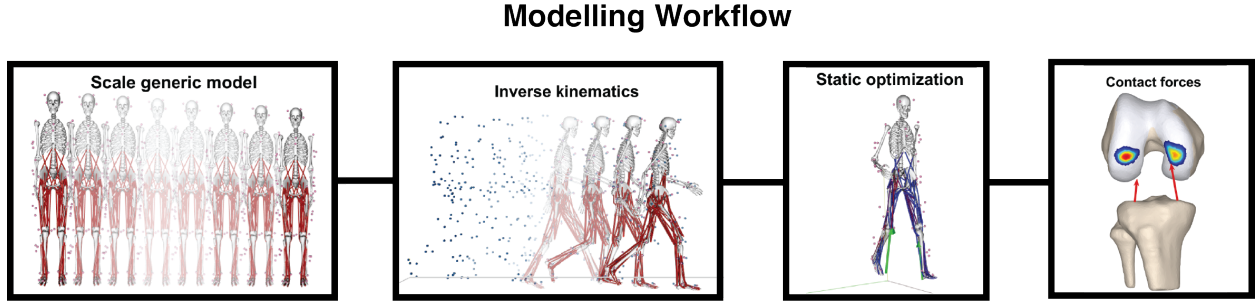 Modelling Workflow
Scale generic model
Inverse kinematics
Static optimization
Contact forces